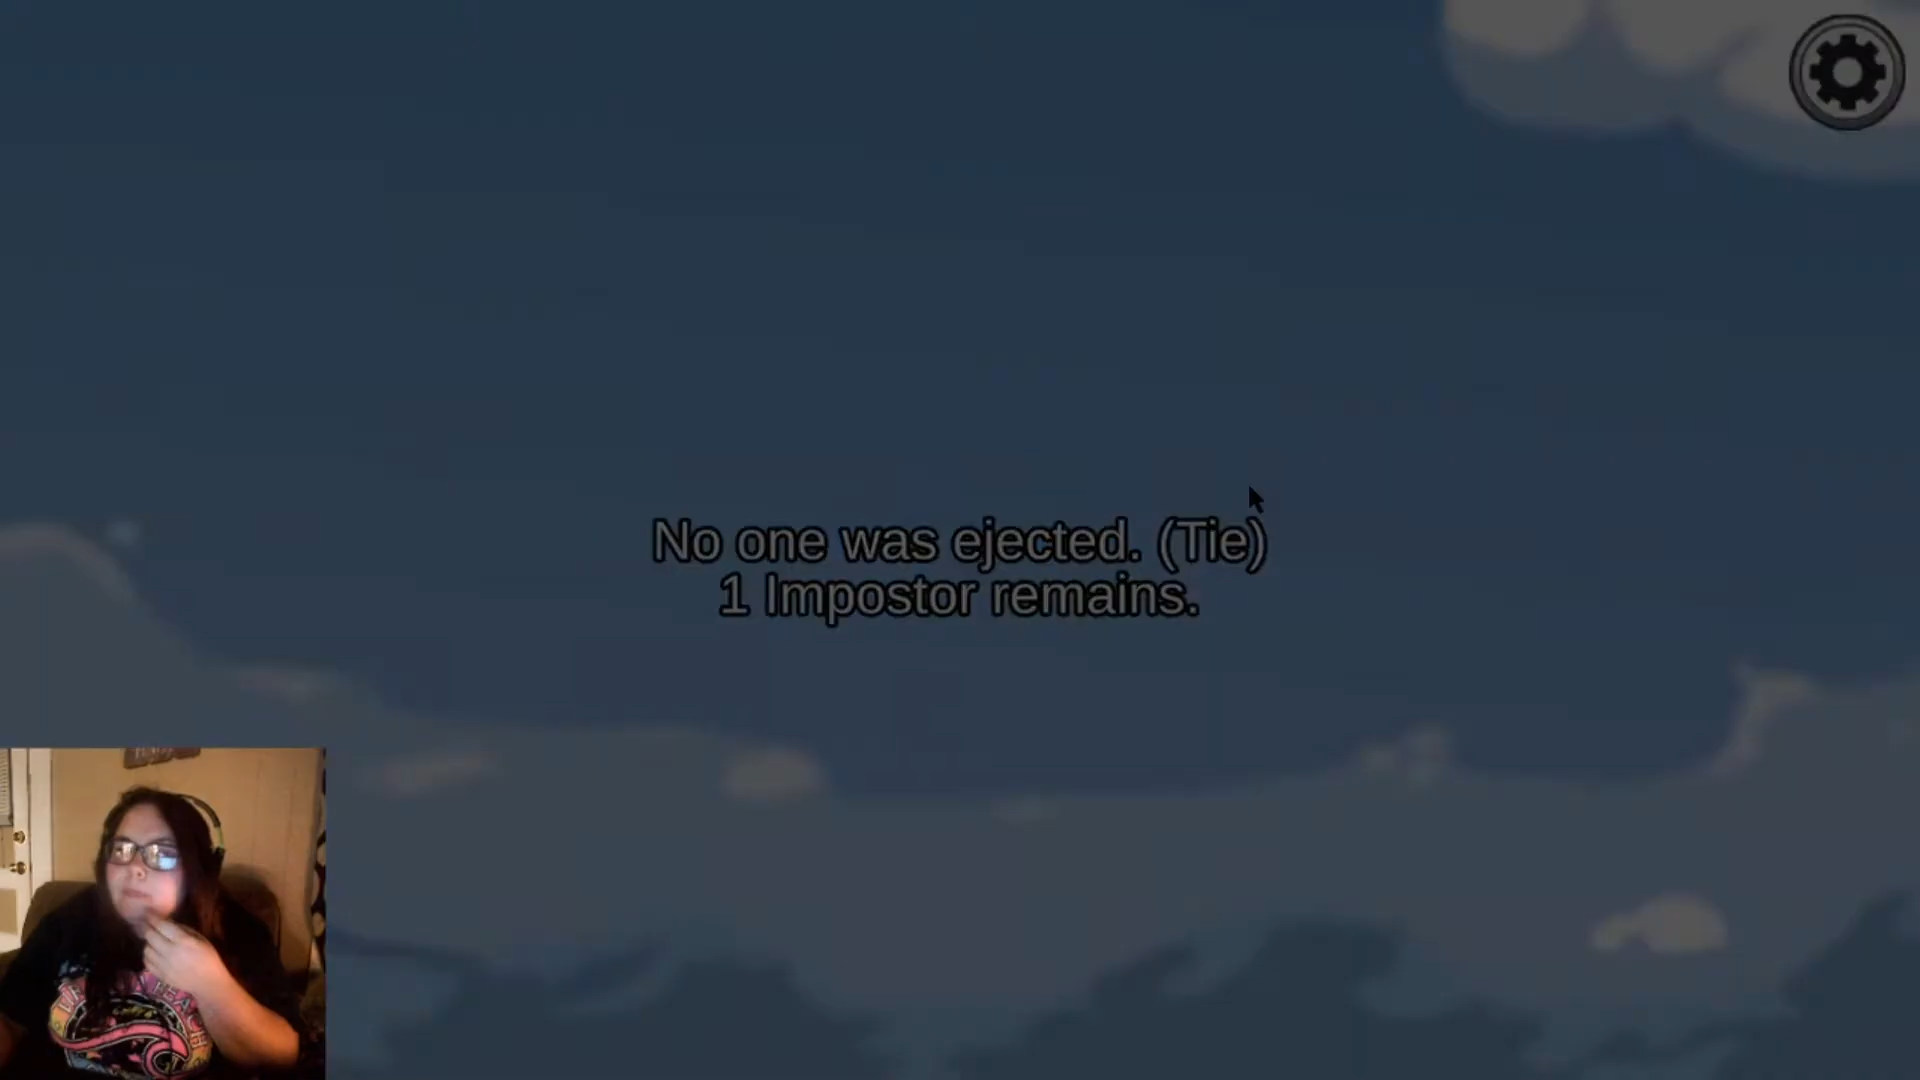 No one was ejected. (Tie)
1 Impostor remains.